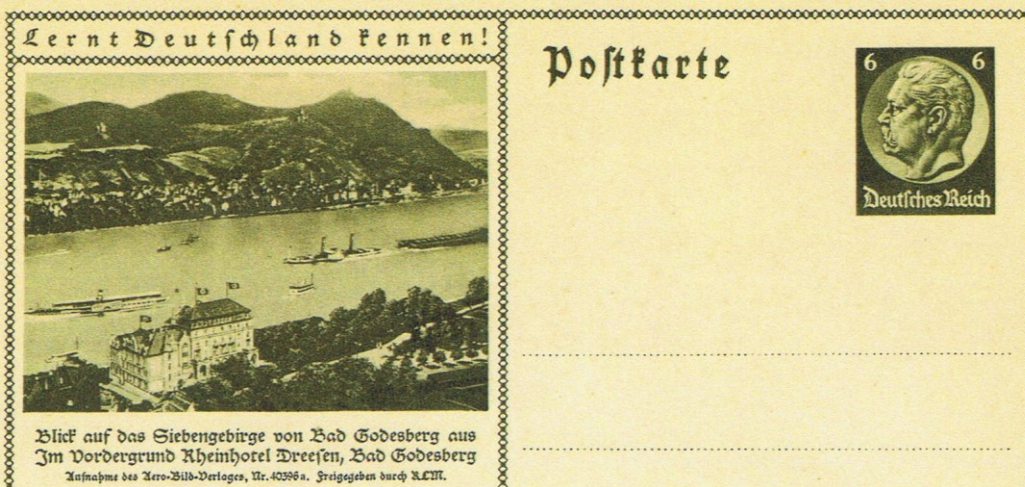 Lernt Deutschland kennen!
Postkarte
6 6
Deutsches Reich
Blick auf das Siebengebirge von Bad Godesberg aus
Im Vordergrund Rheinhotel Dreesen, Bad Godesberg
Aufnahme des Aero-Bild-Verlages, Nr. 40396a. Freigegeben durch RLM.